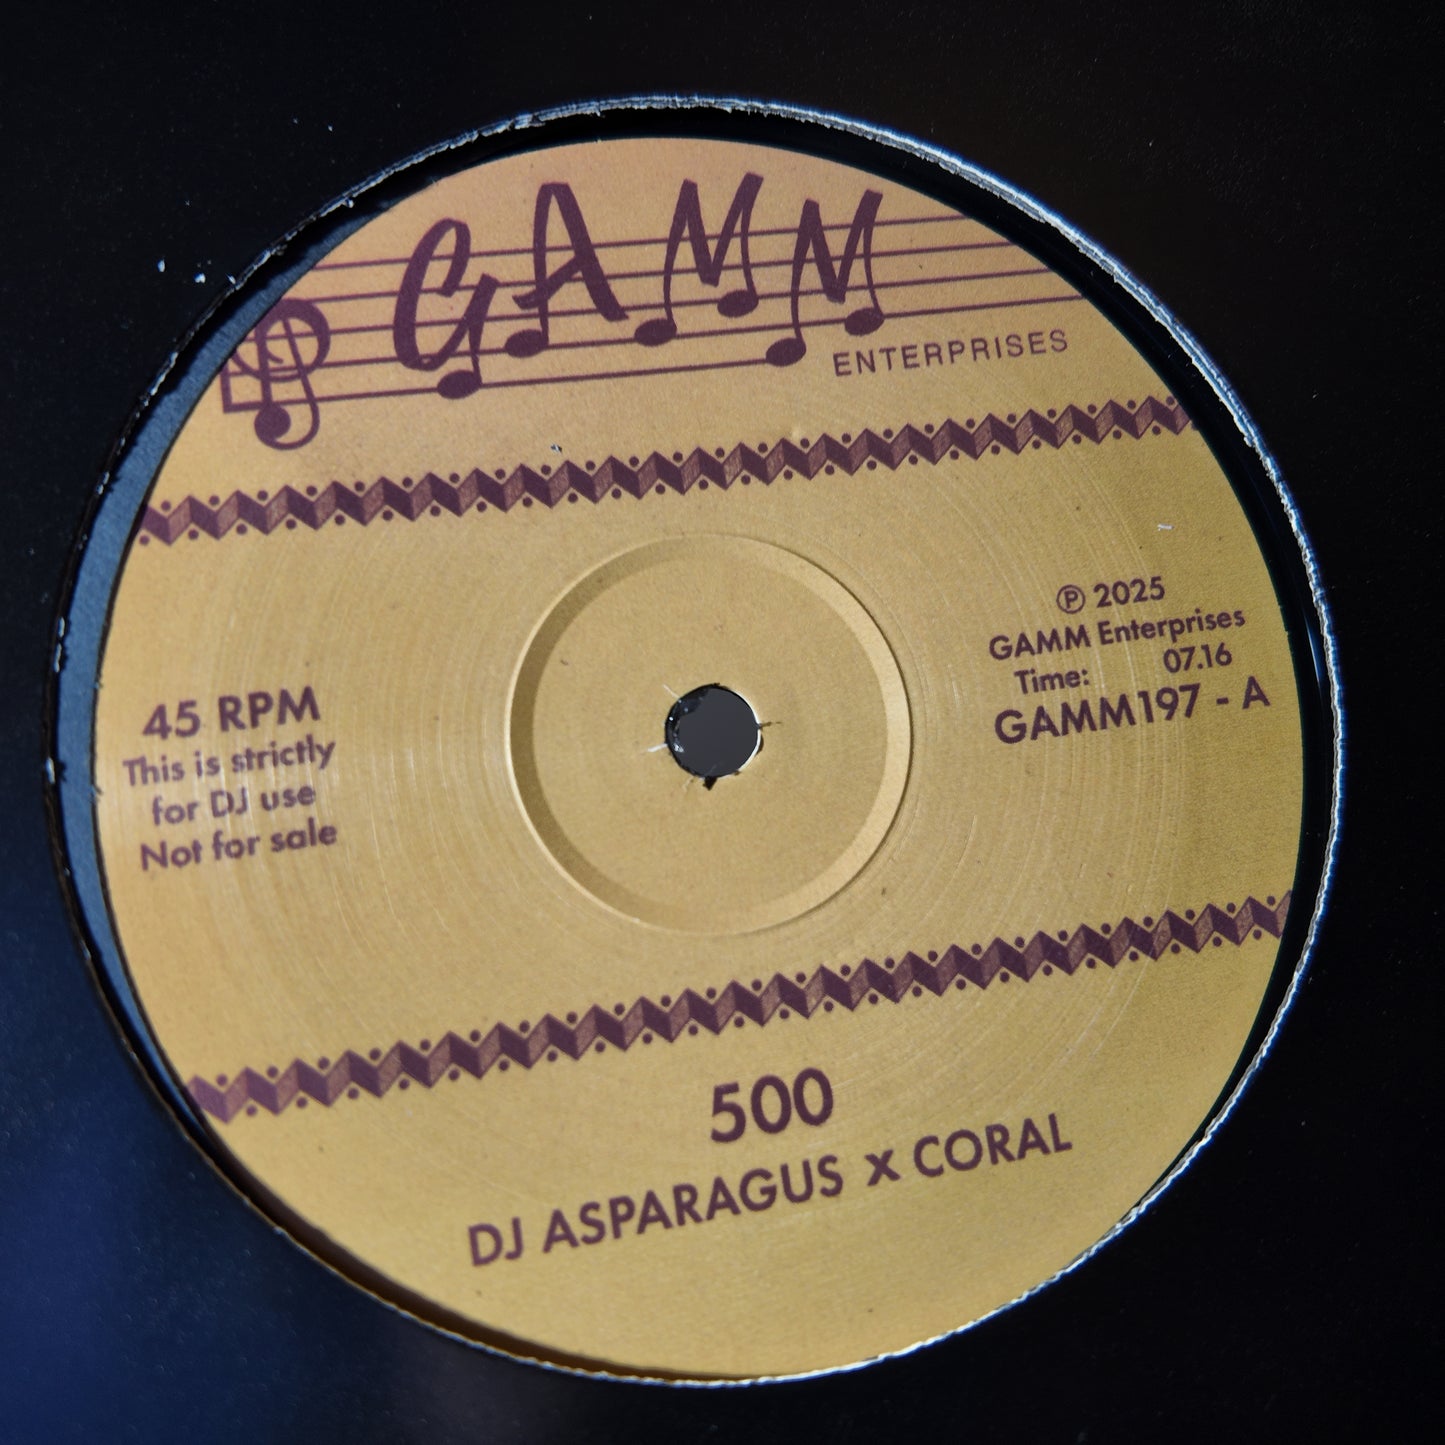 GAMM
ENTERPRISES
℗ 2025
GAMM Enterprises
Time: 07.16
GAMM197 - A
45 RPM
This is strictly
for DJ use
Not for sale
500
DJ ASPARAGUS x CORAL